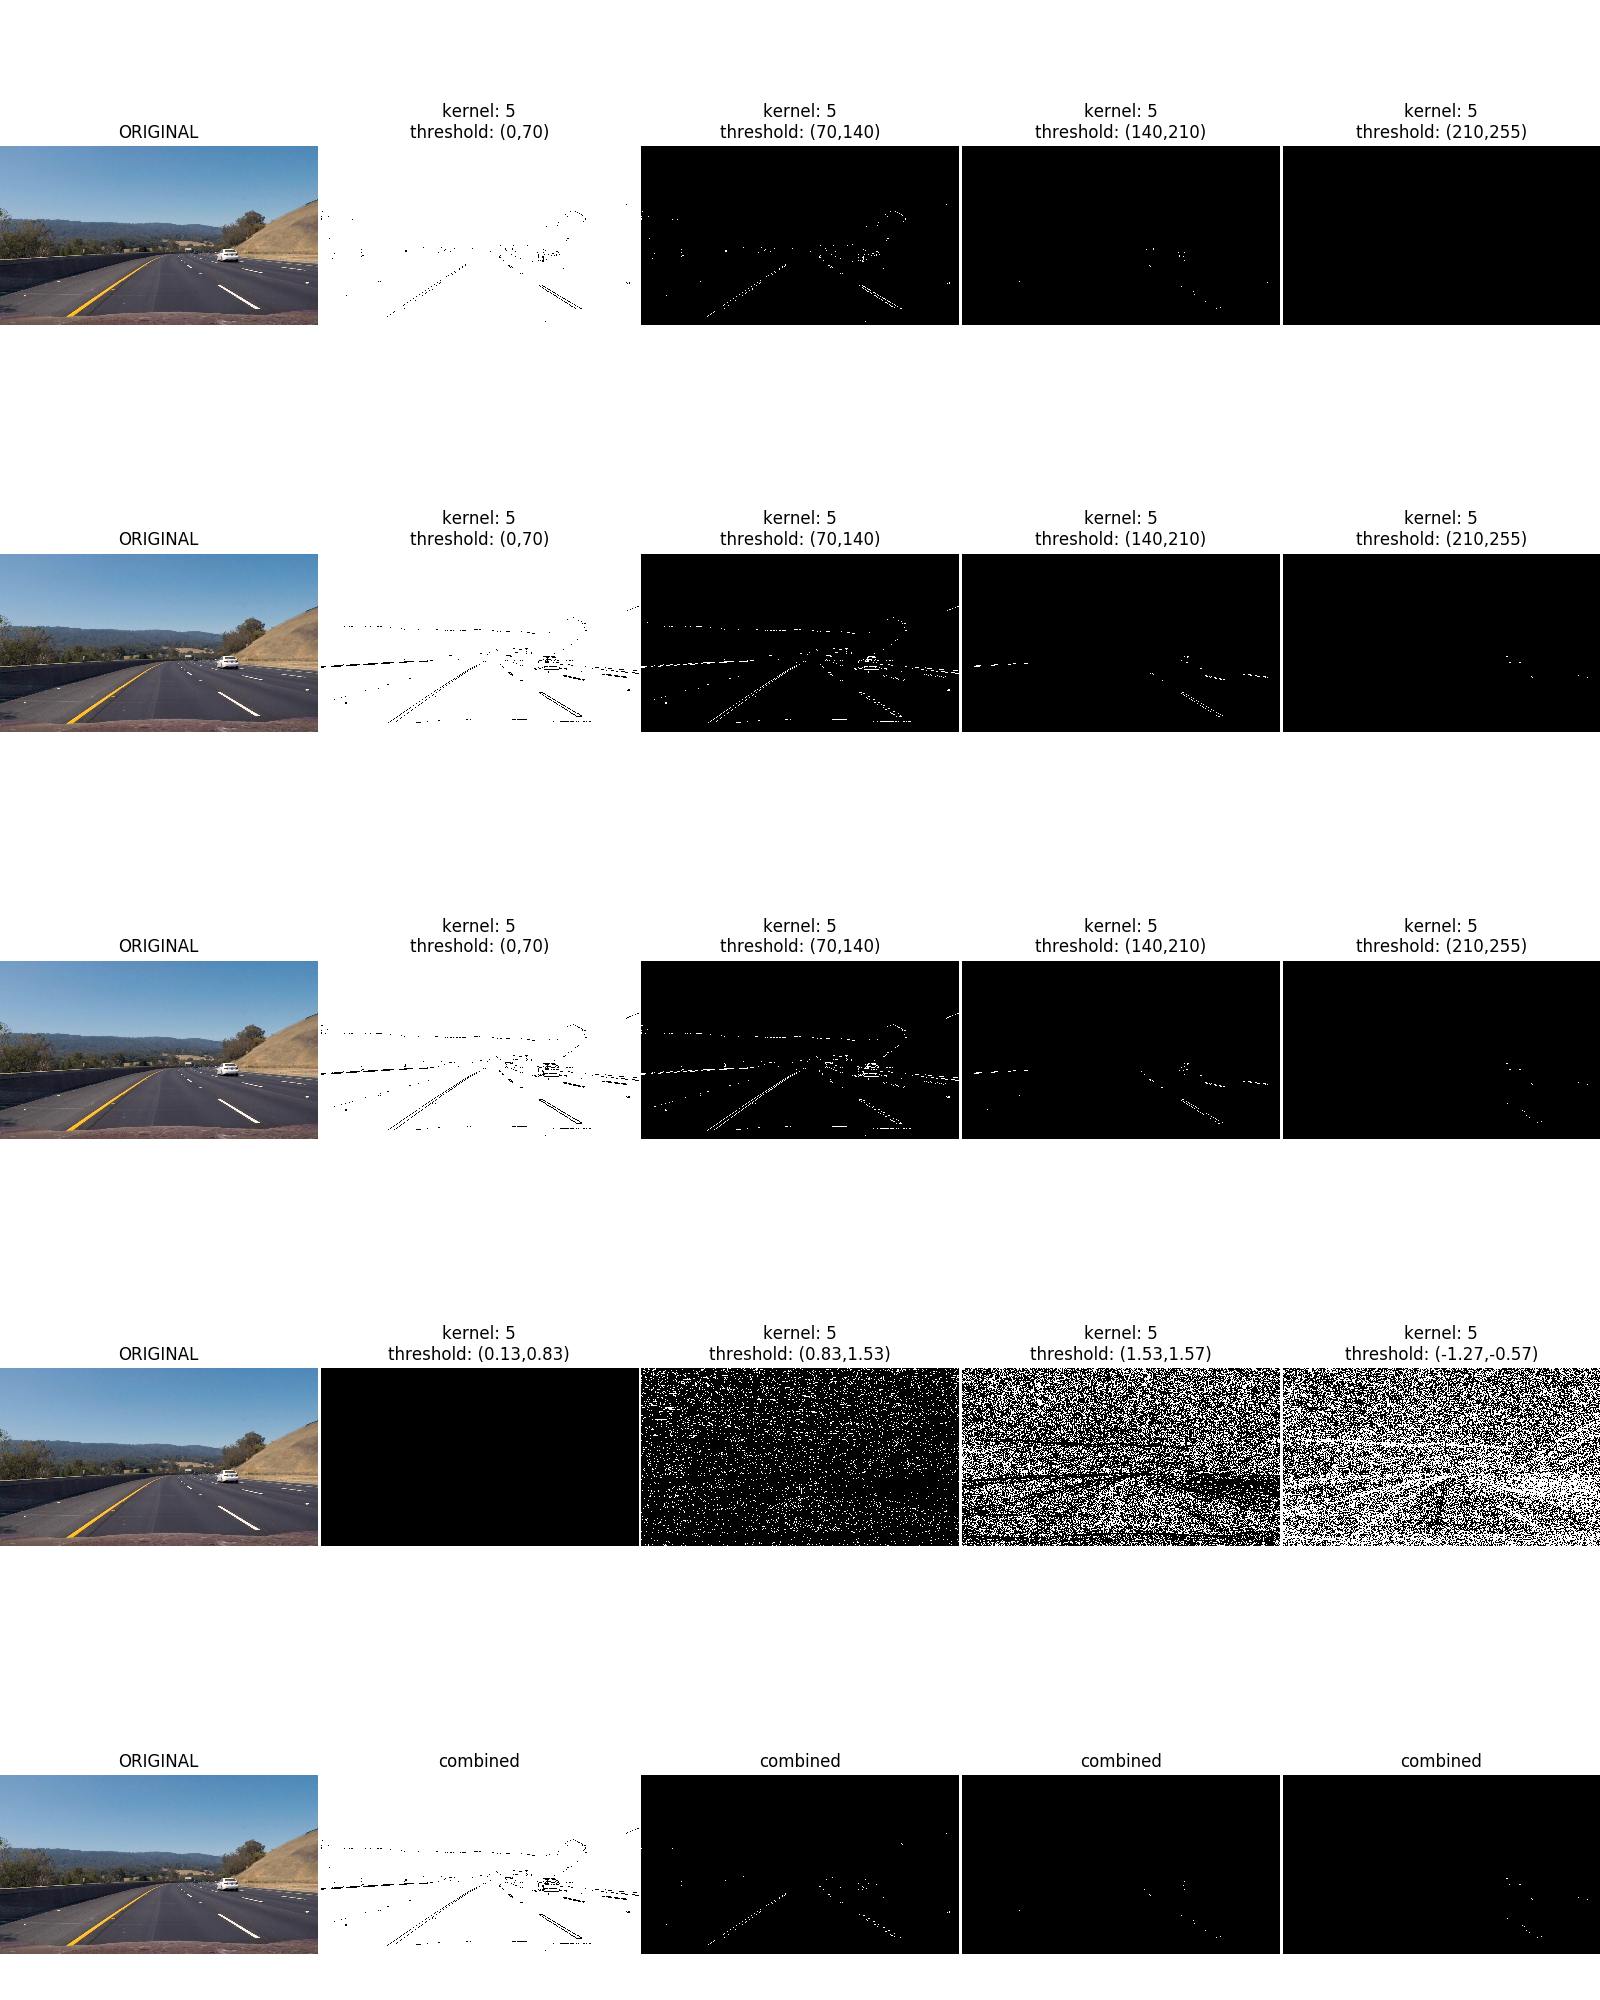 ORIGINAL
kernel: 5
threshold: (0,70)
kernel: 5
threshold: (70,140)
kernel: 5
threshold: (140,210)
kernel: 5
threshold: (210,255)
ORIGINAL
kernel: 5
threshold: (0,70)
kernel: 5
threshold: (70,140)
kernel: 5
threshold: (140,210)
kernel: 5
threshold: (210,255)
ORIGINAL
kernel: 5
threshold: (0,70)
kernel: 5
threshold: (70,140)
kernel: 5
threshold: (140,210)
kernel: 5
threshold: (210,255)
ORIGINAL
kernel: 5
threshold: (0.13,0.83)
kernel: 5
threshold: (0.83,1.53)
kernel: 5
threshold: (1.53,1.57)
kernel: 5
threshold: (-1.27,-0.57)
ORIGINAL
combined
combined
combined
combined